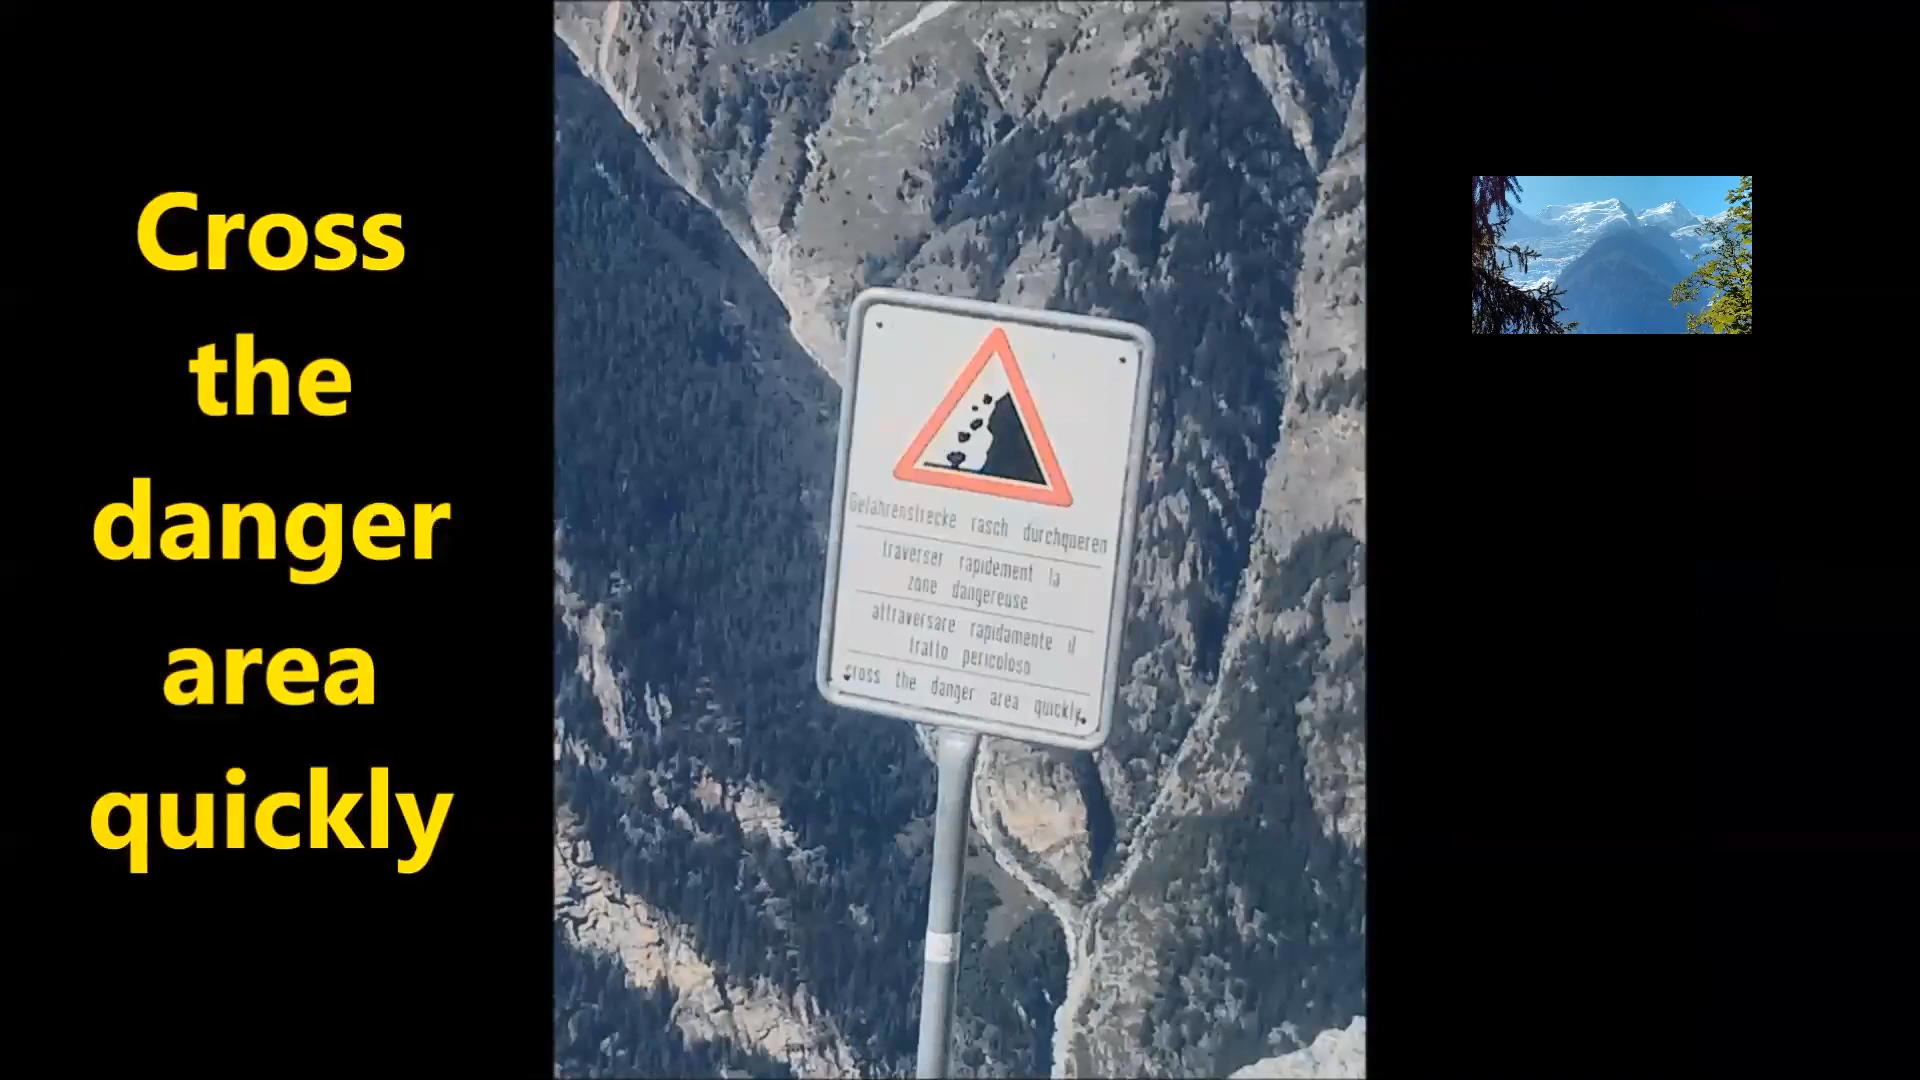 Cross
the
danger
area
quickly
Gefahrenstrecke rasch durchqueren
traverser rapidement la
zone dangereuse
attraversare rapidamente il
tratto pericoloso
cross the danger area quickly